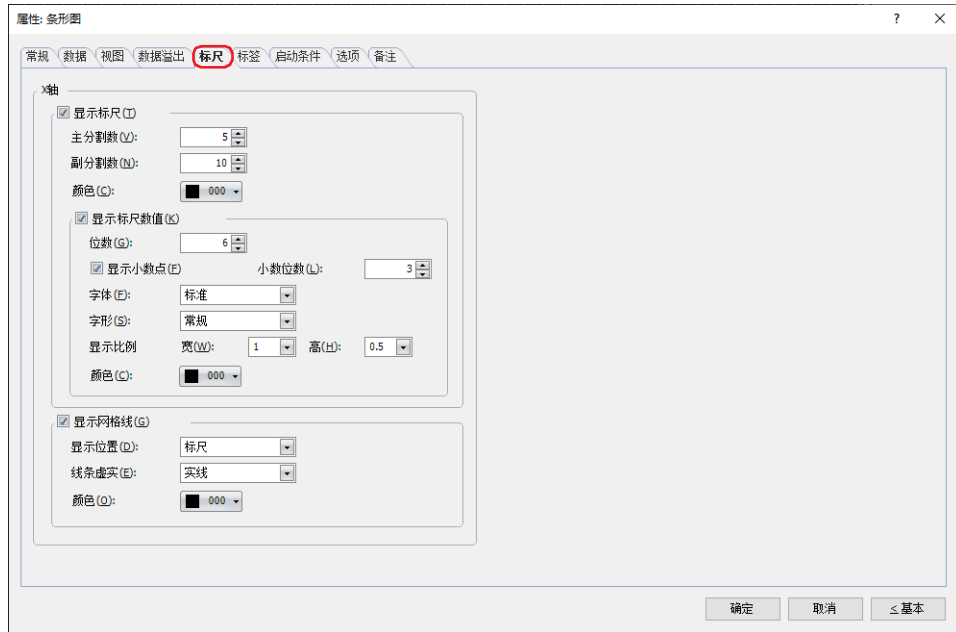 属性: 条形图 ? ×
常规 数据 视图 数据溢出 标尺 标签 启动条件 选项 备注
X轴
显示标尺(T)
主分割数(V): 5
副分割数(N): 10
颜色(C): 000
显示标尺数值(K)
位数(G): 6
显示小数点(F) 小数位数(L): 3
字体(F): 标准
字形(S): 常规
显示比例 宽(W): 1 高(H): 0.5
颜色(C): 000
显示网格线(G)
显示位置(D): 标尺
线条虚实(E): 实线
颜色(O): 000
确定 取消 ≤基本